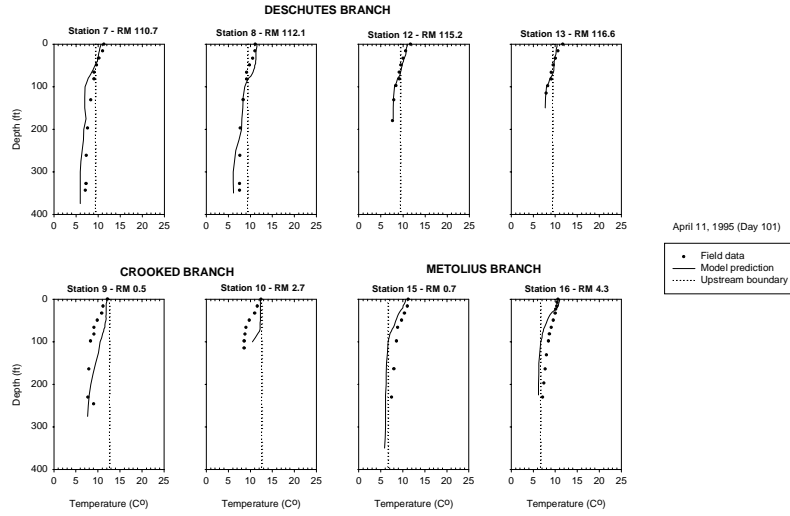 DESCHUTES BRANCH
Station 7 - RM 110.7
Station 8 - RM 112.1
Station 12 - RM 115.2
Station 13 - RM 116.6
0
100
200
300
400
Depth (ft)
0 5 10 15 20 25
0 5 10 15 20 25
0 5 10 15 20 25
0 5 10 15 20 25
April 11, 1995 (Day 101)
Field data
Model prediction
Upstream boundary
CROOKED BRANCH
METOLIUS BRANCH
Station 9 - RM 0.5
Station 10 - RM 2.7
Station 15 - RM 0.7
Station 16 - RM 4.3
0
100
200
300
400
Depth (ft)
0 5 10 15 20 25
0 5 10 15 20 25
0 5 10 15 20 25
0 5 10 15 20 25
Temperature (Cº)
Temperature (Cº)
Temperature (Cº)
Temperature (Cº)